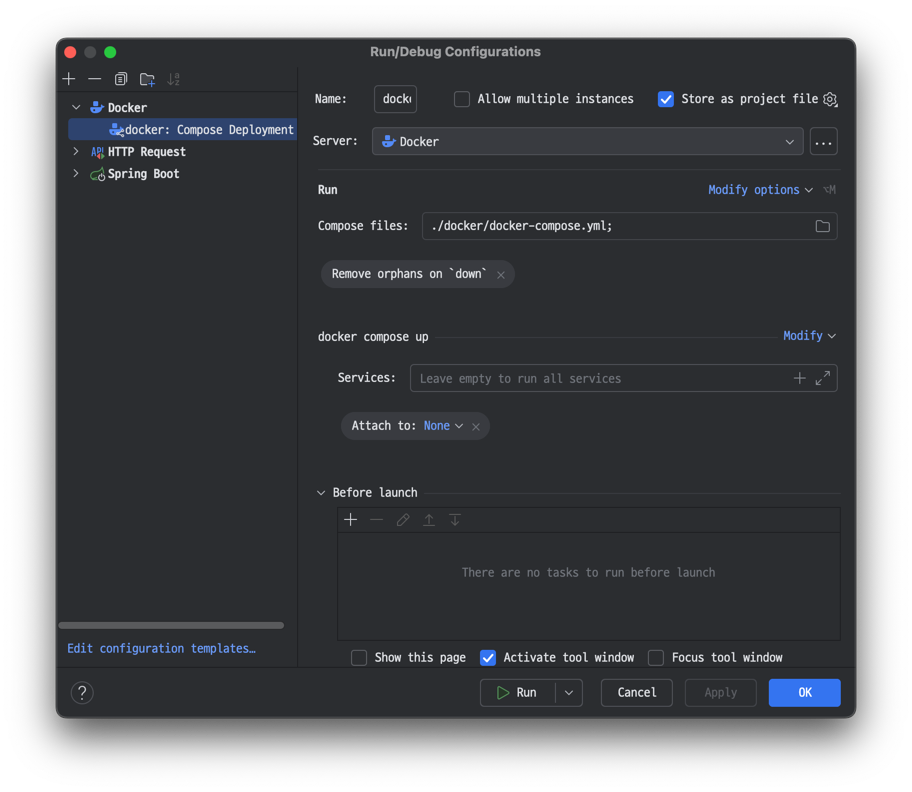 Run/Debug Configurations
Docker
docker: Compose Deployment
HTTP Request
Spring Boot
Edit configuration templates…
Name: docke
Allow multiple instances
Store as project file
Server: Docker
...
Run
Modify options ⌥M
Compose files: ./docker/docker-compose.yml;
Remove orphans on `down` ×
docker compose up
Modify
Services: Leave empty to run all services
Attach to: None ×
Before launch
There are no tasks to run before launch
Show this page
Activate tool window
Focus tool window
?
Run
Cancel
Apply
OK